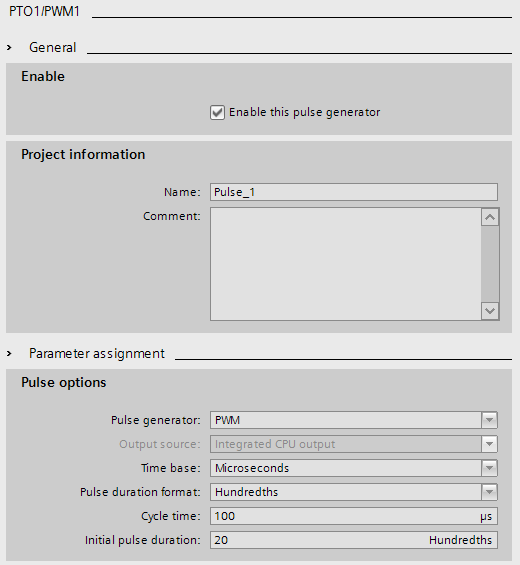 PTO1/PWM1
General
Enable
Enable this pulse generator
Project information
Name: Pulse_1
Comment:
Parameter assignment
Pulse options
Pulse generator: PWM
Output source: Integrated CPU output
Time base: Microseconds
Pulse duration format: Hundredths
Cycle time: 100 µs
Initial pulse duration: 20 Hundredths